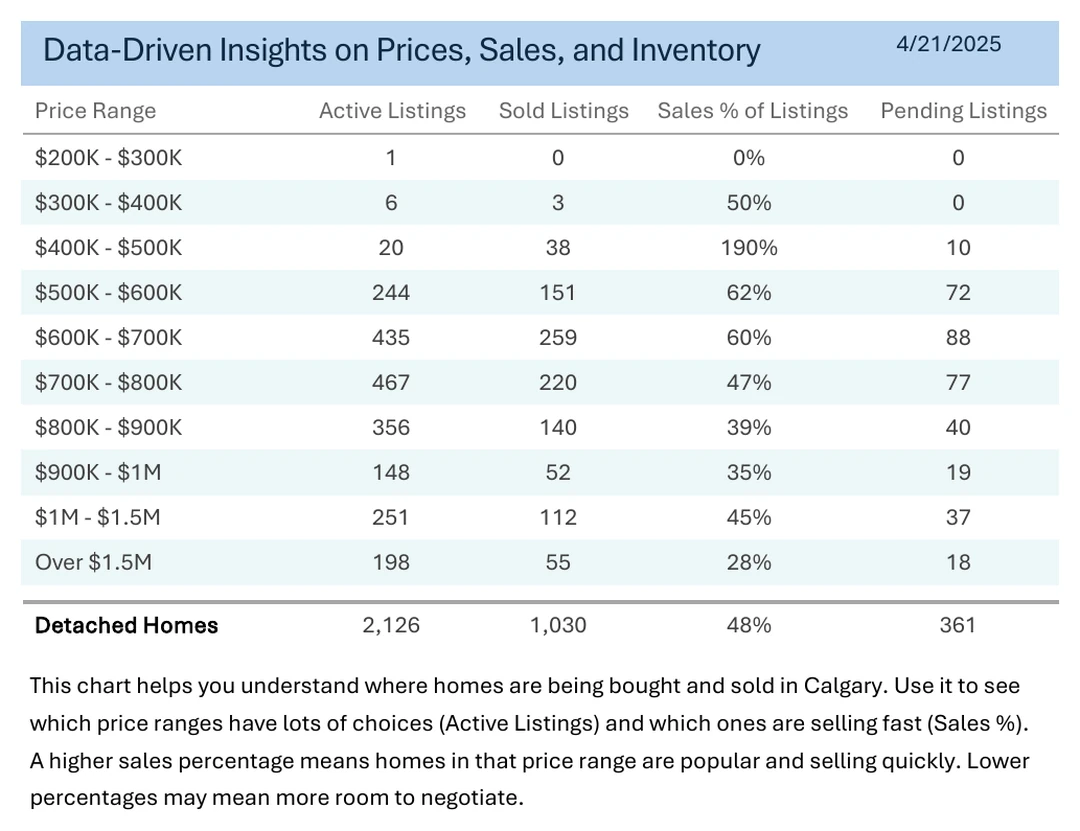 Data-Driven Insights on Prices, Sales, and Inventory 4/21/2025
Price Range Active Listings Sold Listings Sales % of Listings Pending Listings
$200K - $300K 1 0 0% 0
$300K - $400K 6 3 50% 0
$400K - $500K 20 38 190% 10
$500K - $600K 244 151 62% 72
$600K - $700K 435 259 60% 88
$700K - $800K 467 220 47% 77
$800K - $900K 356 140 39% 40
$900K - $1M 148 52 35% 19
$1M - $1.5M 251 112 45% 37
Over $1.5M 198 55 28% 18
Detached Homes 2,126 1,030 48% 361
This chart helps you understand where homes are being bought and sold in Calgary. Use it to see
which price ranges have lots of choices (Active Listings) and which ones are selling fast (Sales %).
A higher sales percentage means homes in that price range are popular and selling quickly. Lower
percentages may mean more room to negotiate.